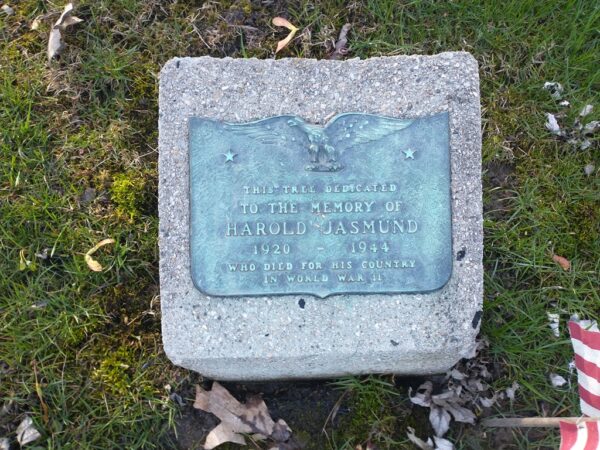 THIS TREE DEDICATED
TO THE MEMORY OF
HAROLD JASMUND
1920 - 1944
WHO DIED FOR HIS COUNTRY
IN WORLD WAR II